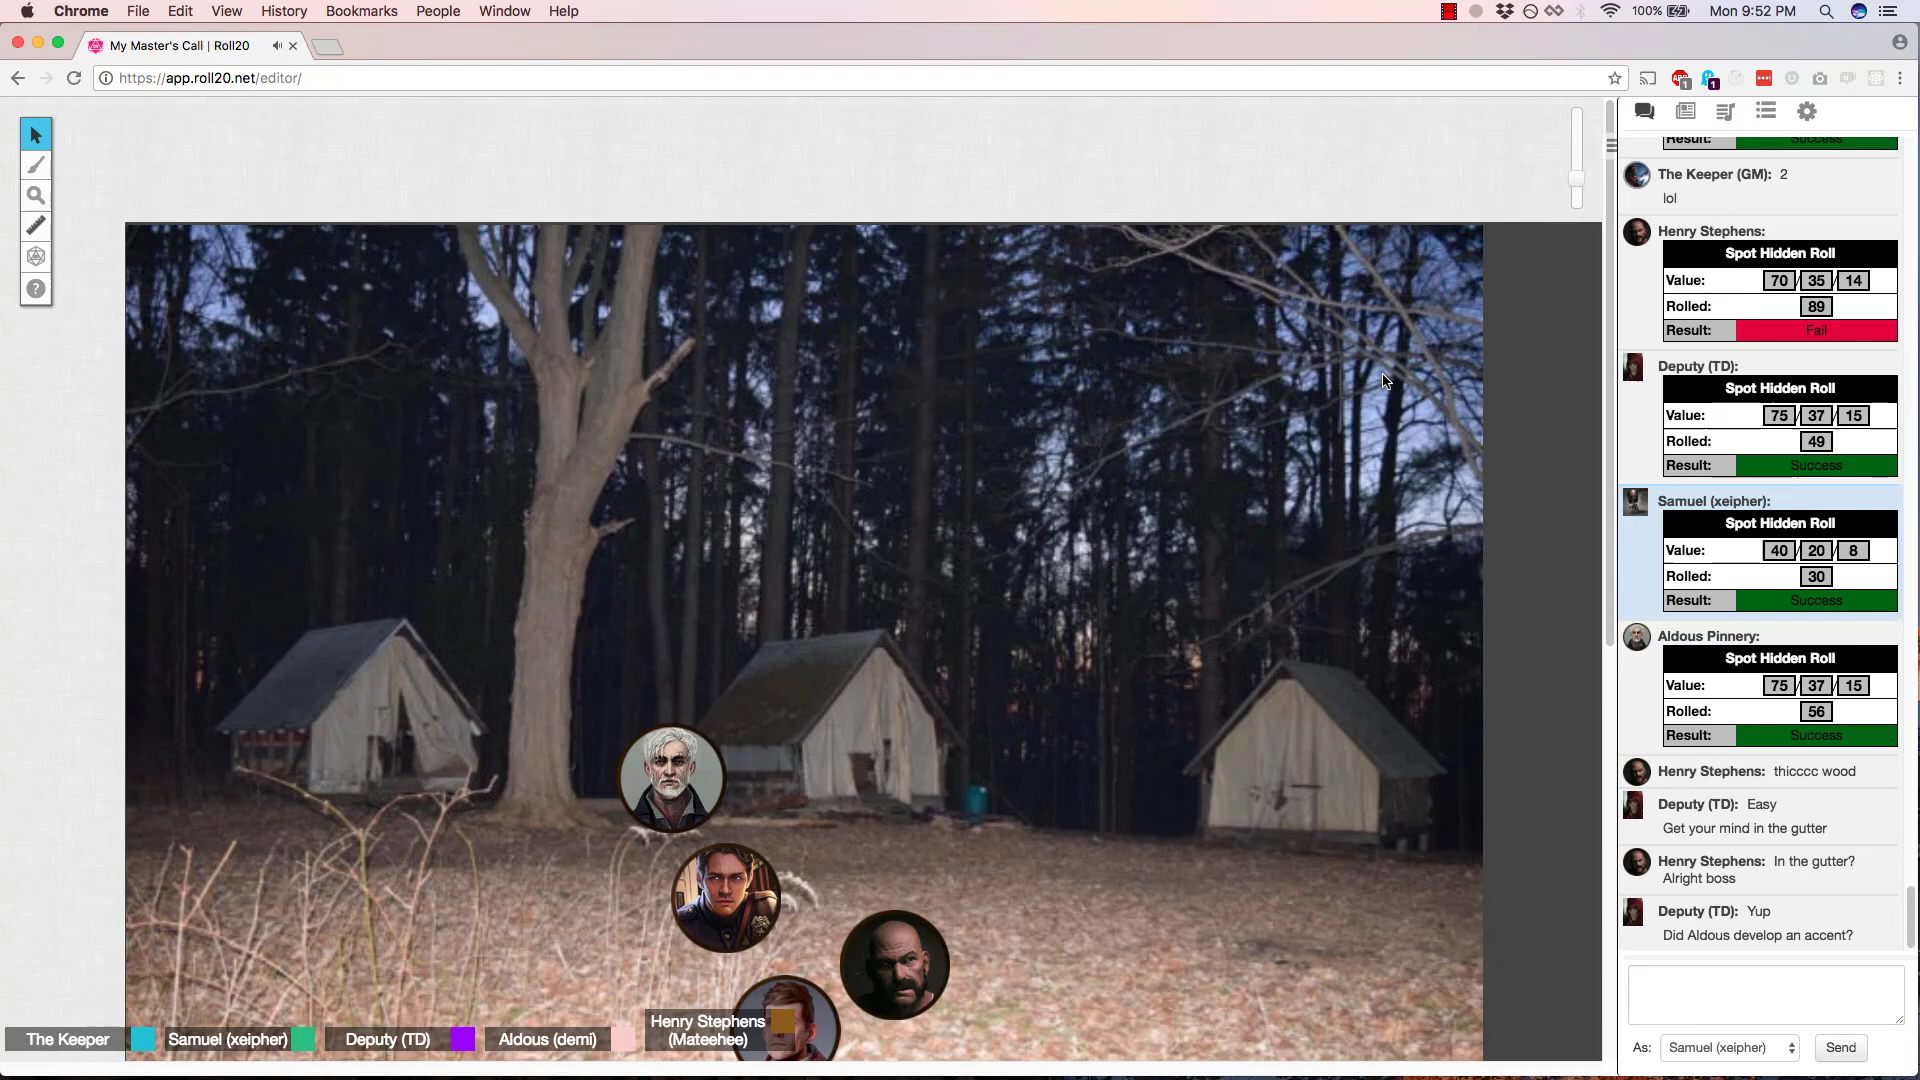 Chrome File Edit View History Bookmarks People Window Help
100% Mon 9:52 PM
My Master's Call | Roll20
https://app.roll20.net/editor/
1 1
Result: Success
The Keeper (GM): 2
lol
Henry Stephens:
Spot Hidden Roll
Value: 70 / 35 / 14
Rolled: 89
Result: Fail
Deputy (TD):
Spot Hidden Roll
Value: 75 / 37 / 15
Rolled: 49
Result: Success
Samuel (xeipher):
Spot Hidden Roll
Value: 40 / 20 / 8
Rolled: 30
Result: Success
Aldous Pinnery:
Spot Hidden Roll
Value: 75 / 37 / 15
Rolled: 56
Result: Success
Henry Stephens: thicccc wood
Deputy (TD): Easy
Get your mind in the gutter
Henry Stephens: In the gutter?
Alright boss
Deputy (TD): Yup
Did Aldous develop an accent?
As: Samuel (xeipher) Send
The Keeper
Samuel (xeipher)
Deputy (TD)
Aldous (demi)
Henry Stephens
(Mateehee)